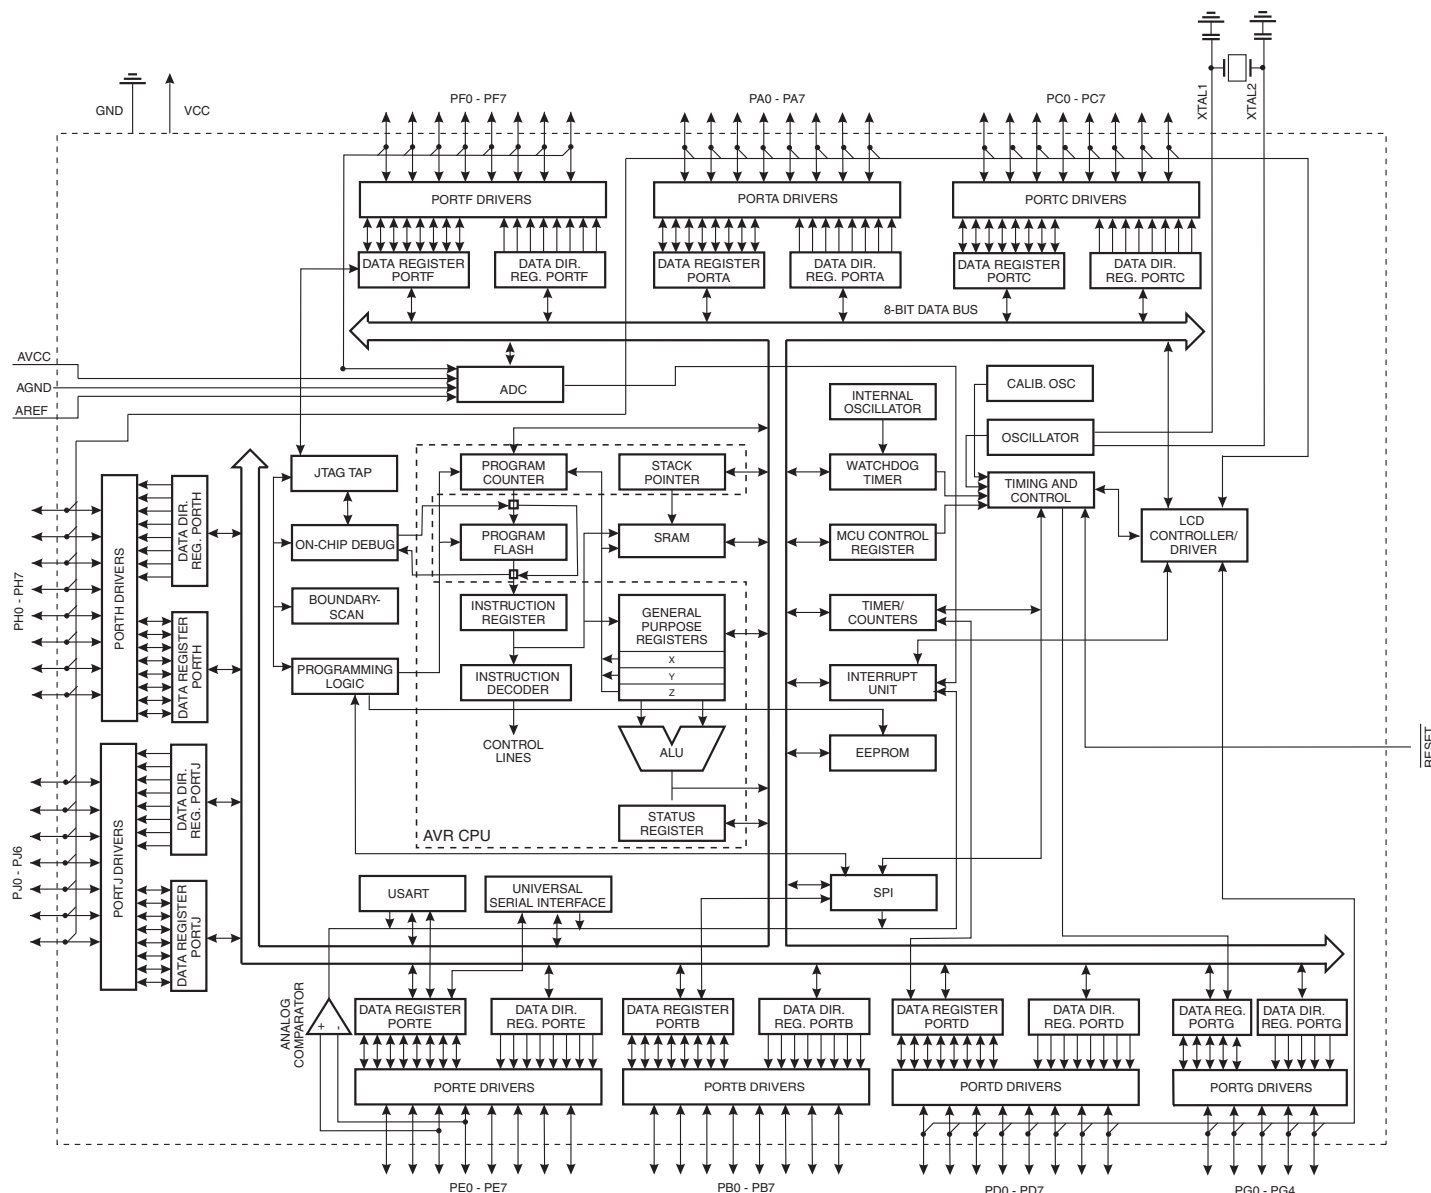 XTAL1
XTAL2
GND
VCC
PF0 - PF7
PA0 - PA7
PC0 - PC7
PORTF DRIVERS
PORTA DRIVERS
PORTC DRIVERS
DATA REGISTER
PORTF
DATA DIR.
REG. PORTF
DATA REGISTER
PORTA
DATA DIR.
REG. PORTA
DATA REGISTER
PORTC
DATA DIR.
REG. PORTC
8-BIT DATA BUS
AVCC
AGND
AREF
ADC
INTERNAL
OSCILLATOR
CALIB. OSC
OSCILLATOR
JTAG TAP
PROGRAM
COUNTER
STACK
POINTER
WATCHDOG
TIMER
TIMING AND
CONTROL
ON-CHIP DEBUG
PROGRAM
FLASH
SRAM
MCU CONTROL
REGISTER
LCD
CONTROLLER/
DRIVER
BOUNDARY-
SCAN
INSTRUCTION
REGISTER
GENERAL
PURPOSE
REGISTERS
X
Y
Z
TIMER/
COUNTERS
PROGRAMMING
LOGIC
INSTRUCTION
DECODER
INTERRUPT
UNIT
CONTROL
LINES
ALU
EEPROM
RESET
STATUS
REGISTER
AVR CPU
PH0 - PH7
PORTH DRIVERS
DATA DIR.
REG. PORTH
DATA REGISTER
PORTH
PJ0 - PJ6
PORTJ DRIVERS
DATA DIR.
REG. PORTJ
DATA REGISTER
PORTJ
USART
UNIVERSAL
SERIAL INTERFACE
SPI
ANALOG
COMPARATOR
+
-
DATA REGISTER
PORTE
DATA DIR.
REG. PORTE
DATA REGISTER
PORTB
DATA DIR.
REG. PORTB
DATA REGISTER
PORTD
DATA DIR.
REG. PORTD
DATA REG.
PORTG
DATA DIR.
REG. PORTG
PORTE DRIVERS
PORTB DRIVERS
PORTD DRIVERS
PORTG DRIVERS
PE0 - PE7
PB0 - PB7
PD0 - PD7
PG0 - PG4